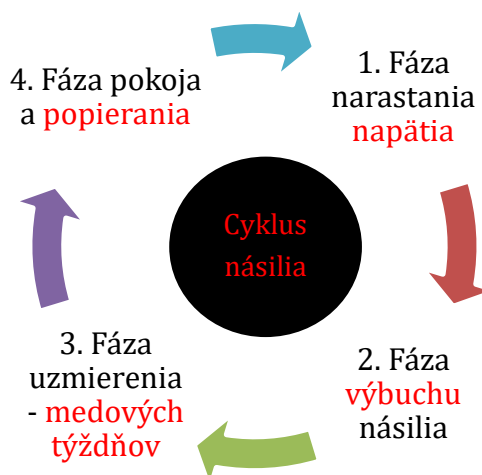 1. Fáza
narastania
napätia
2. Fáza
výbuchu
násilia
3. Fáza
uzmierenia
- medových
týždňov
4. Fáza pokoja
a popierania
Cyklus
násilia